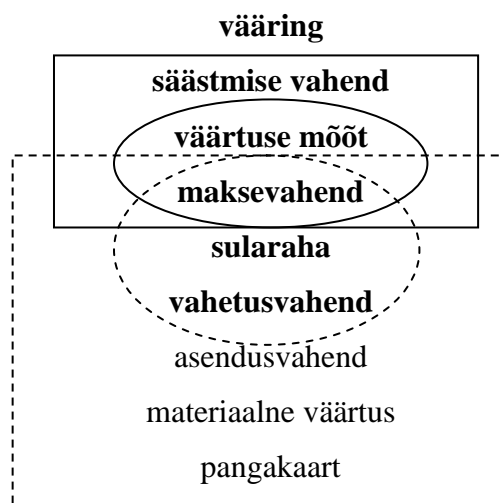 vääring
säästmise vahend
väärtuse mõõt
maksevahend
sularaha
vahetusvahend
asendusvahend
materiaalne väärtus
pangakaart